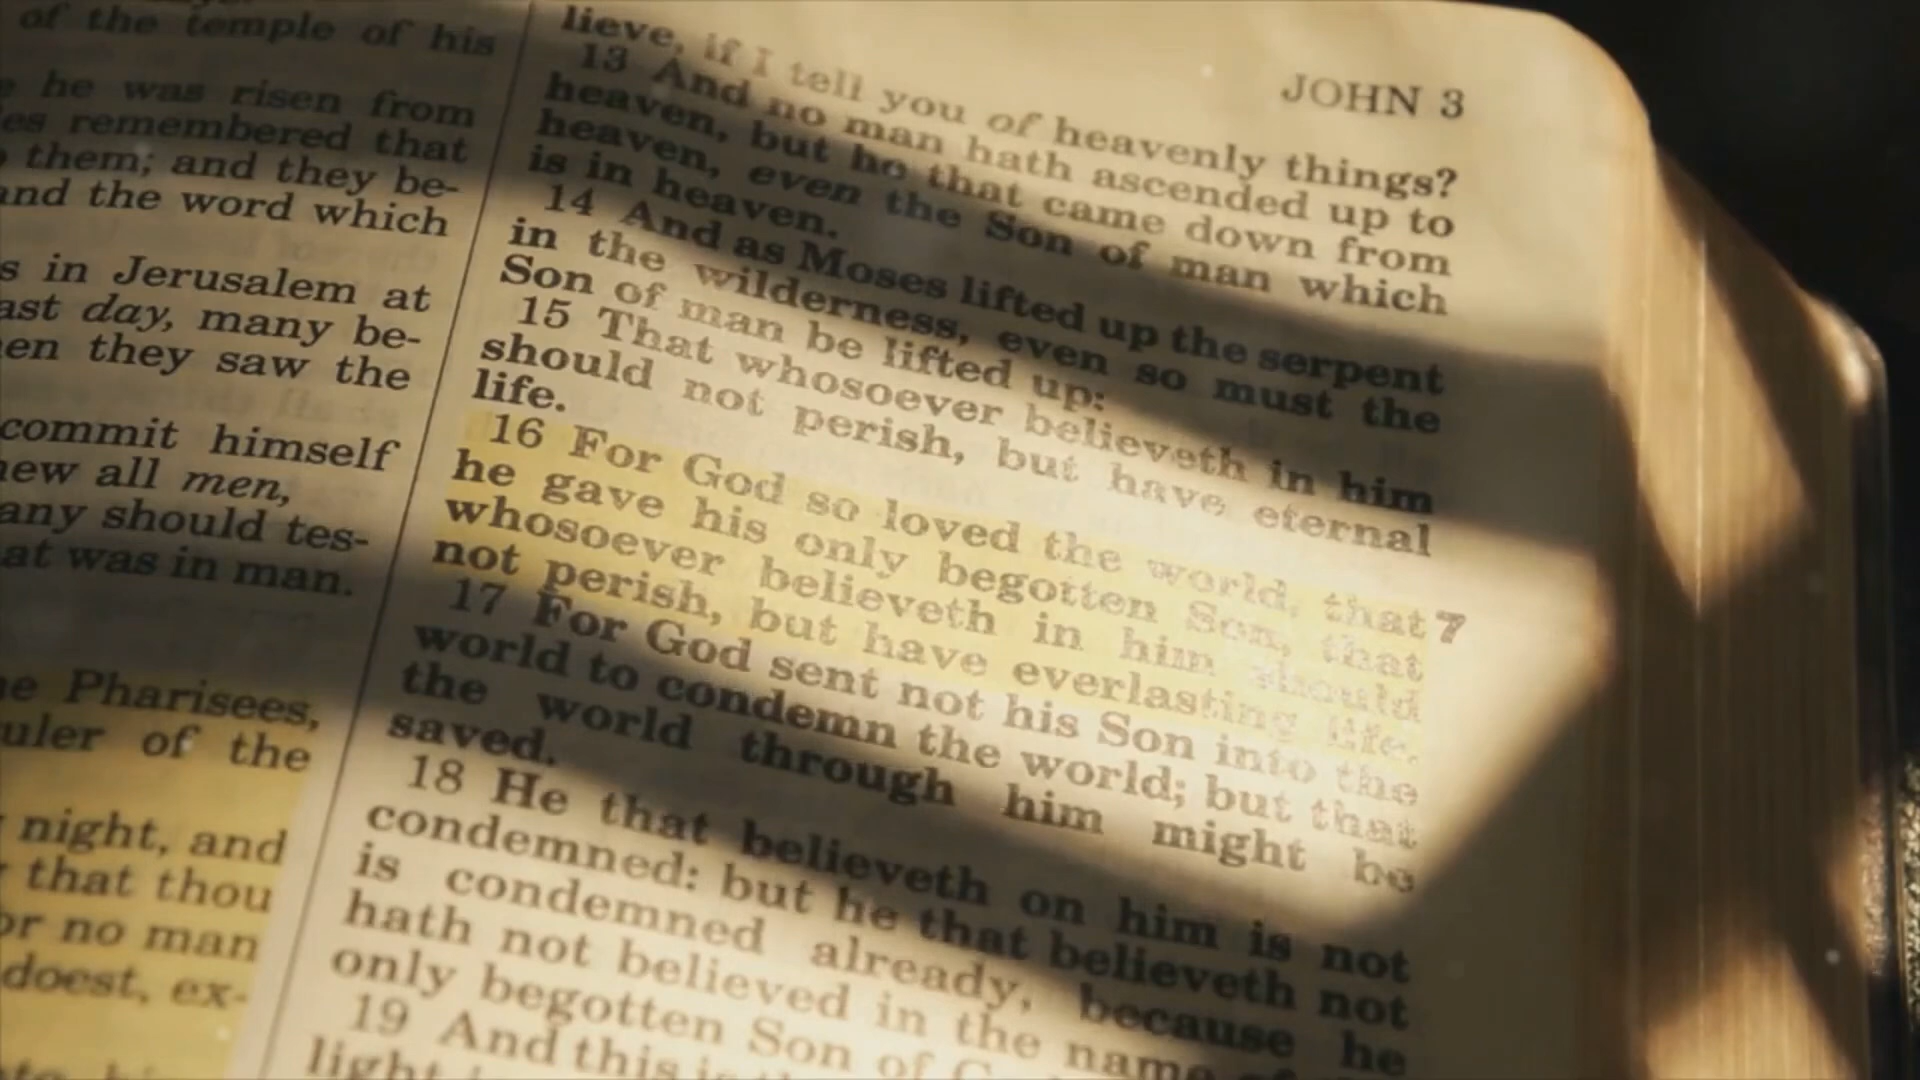 of the temple of his
he was risen from
remembered that
them; and they be-
and the word which
s in Jerusalem at
ast day, many be-
en they saw the
commit himself
new all men,
any should tes-
at was in man.
he Pharisees,
uler of the
night, and
that thou
or no man
doest, ex-
JOHN 3
lieve, if I tell you of heavenly things?
13 And no man hath ascended up to
heaven, but he that came down from
heaven, even the Son of man which
is in heaven.
14 And as Moses lifted up the serpent
in the wilderness, even so must the
Son of man be lifted up:
15 That whosoever believeth in him
should not perish, but have eternal
life.
16 For God so loved the world, that 7
he gave his only begotten Son, that
whosoever believeth in him should
not perish, but have everlasting life.
17 For God sent not his Son into the
world to condemn the world; but that
the world through him might be
saved.
18 He that believeth on him is not
condemned: but he that believeth not
is condemned already, because he
hath not believed in the name of
only begotten Son of
19 And this is
light